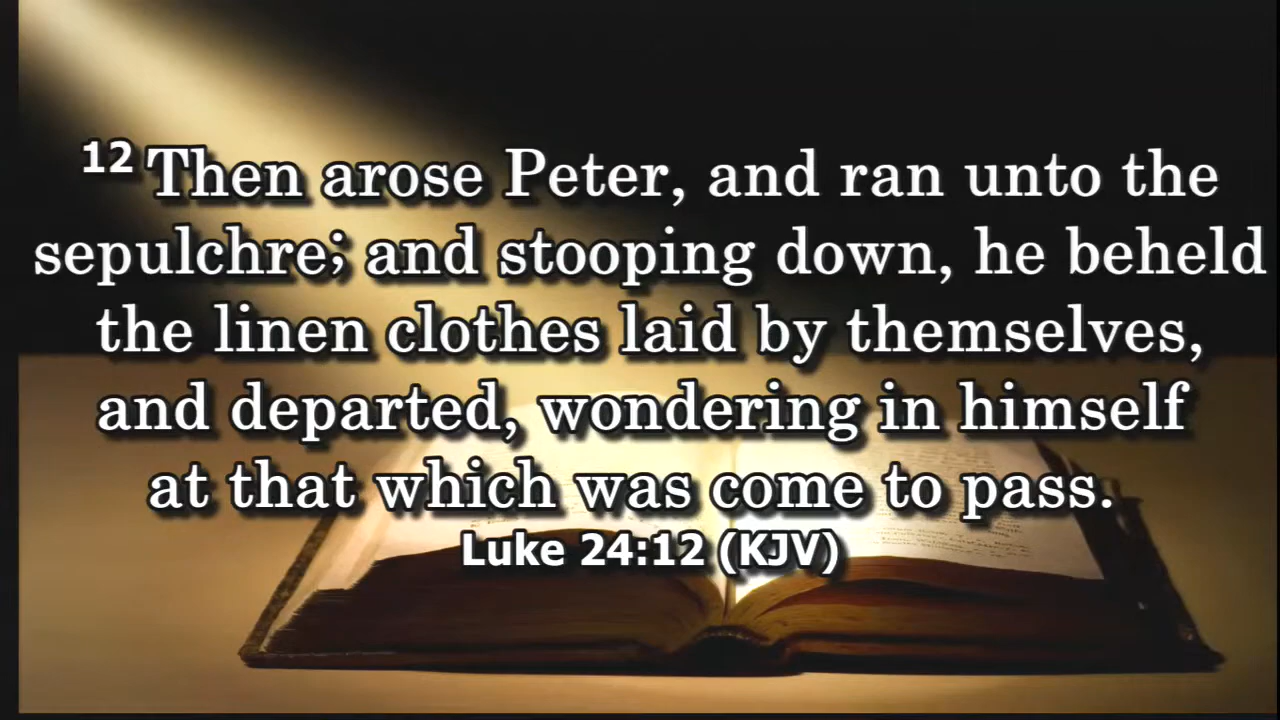 12 Then arose Peter, and ran unto the
sepulchre; and stooping down, he beheld
the linen clothes laid by themselves,
and departed, wondering in himself
at that which was come to pass.
Luke 24:12 (KJV)